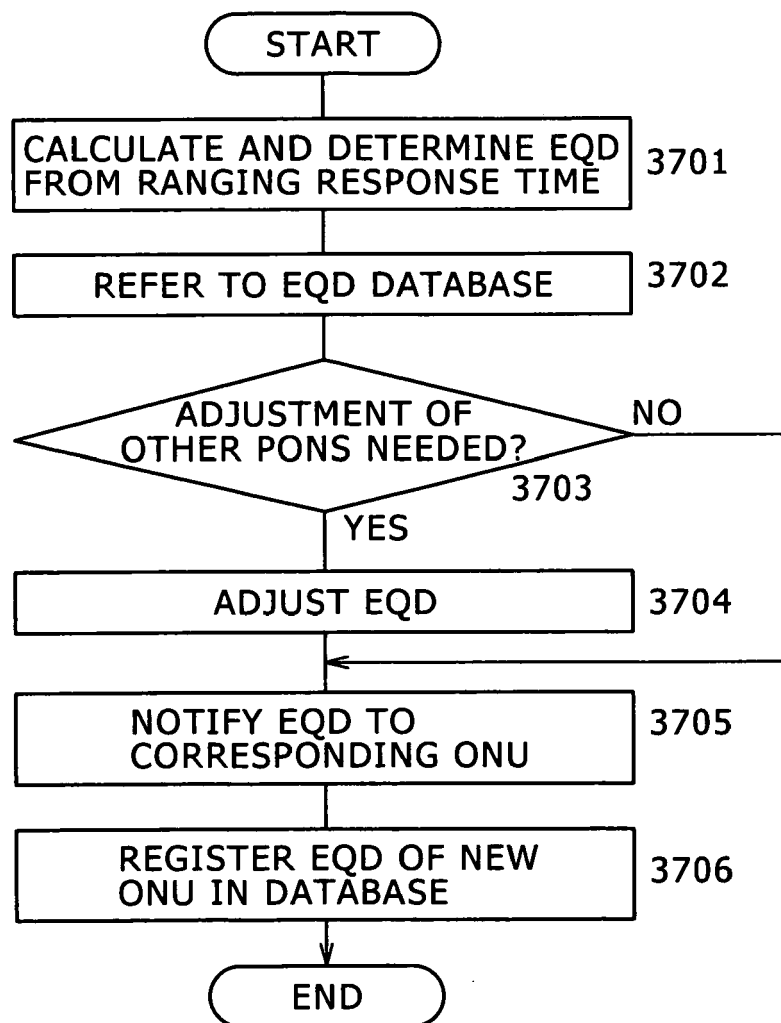 START
CALCULATE AND DETERMINE EQD
FROM RANGING RESPONSE TIME
3701
REFER TO EQD DATABASE
3702
ADJUSTMENT OF
OTHER PONS NEEDED?
NO
3703
YES
ADJUST EQD
3704
NOTIFY EQD TO
CORRESPONDING ONU
3705
REGISTER EQD OF NEW
ONU IN DATABASE
3706
END